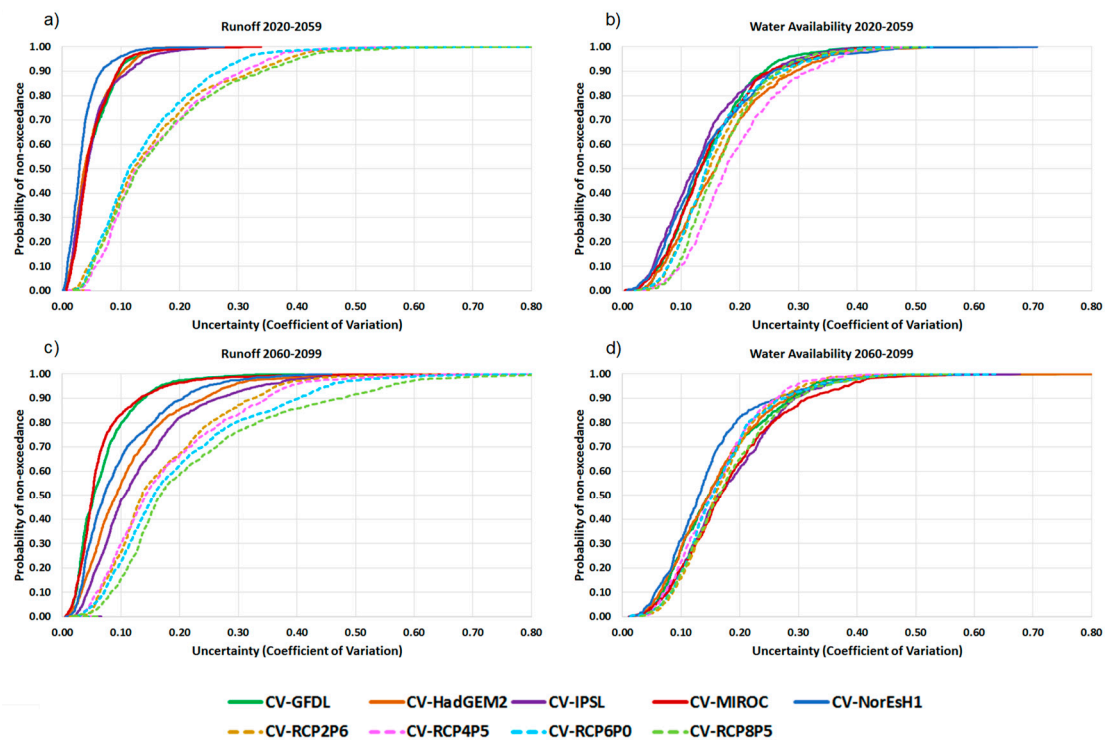 a)
Runoff 2020-2059
Probability of non-exceedance
1.00
0.90
0.80
0.70
0.60
0.50
0.40
0.30
0.20
0.10
0.00
0.00 0.10 0.20 0.30 0.40 0.50 0.60 0.70 0.80
Uncertainty (Coefficient of Variation)
b)
Water Availability 2020-2059
Probability of non-exceedance
1.00
0.90
0.80
0.70
0.60
0.50
0.40
0.30
0.20
0.10
0.00
0.00 0.10 0.20 0.30 0.40 0.50 0.60 0.70 0.80
Uncertainty (Coefficient of Variation)
c)
Runoff 2060-2099
Probability of non-exceedance
1.00
0.90
0.80
0.70
0.60
0.50
0.40
0.30
0.20
0.10
0.00
0.00 0.10 0.20 0.30 0.40 0.50 0.60 0.70 0.80
Uncertainty (Coefficient of Variation)
d)
Water Availability 2060-2099
Probability of non-exceedance
1.00
0.90
0.80
0.70
0.60
0.50
0.40
0.30
0.20
0.10
0.00
0.00 0.10 0.20 0.30 0.40 0.50 0.60 0.70 0.80
Uncertainty (Coefficient of Variation)
CV-GFDL CV-HadGEM2 CV-IPSL CV-MIROC CV-NorEsH1
CV-RCP2P6 CV-RCP4P5 CV-RCP6P0 CV-RCP8P5